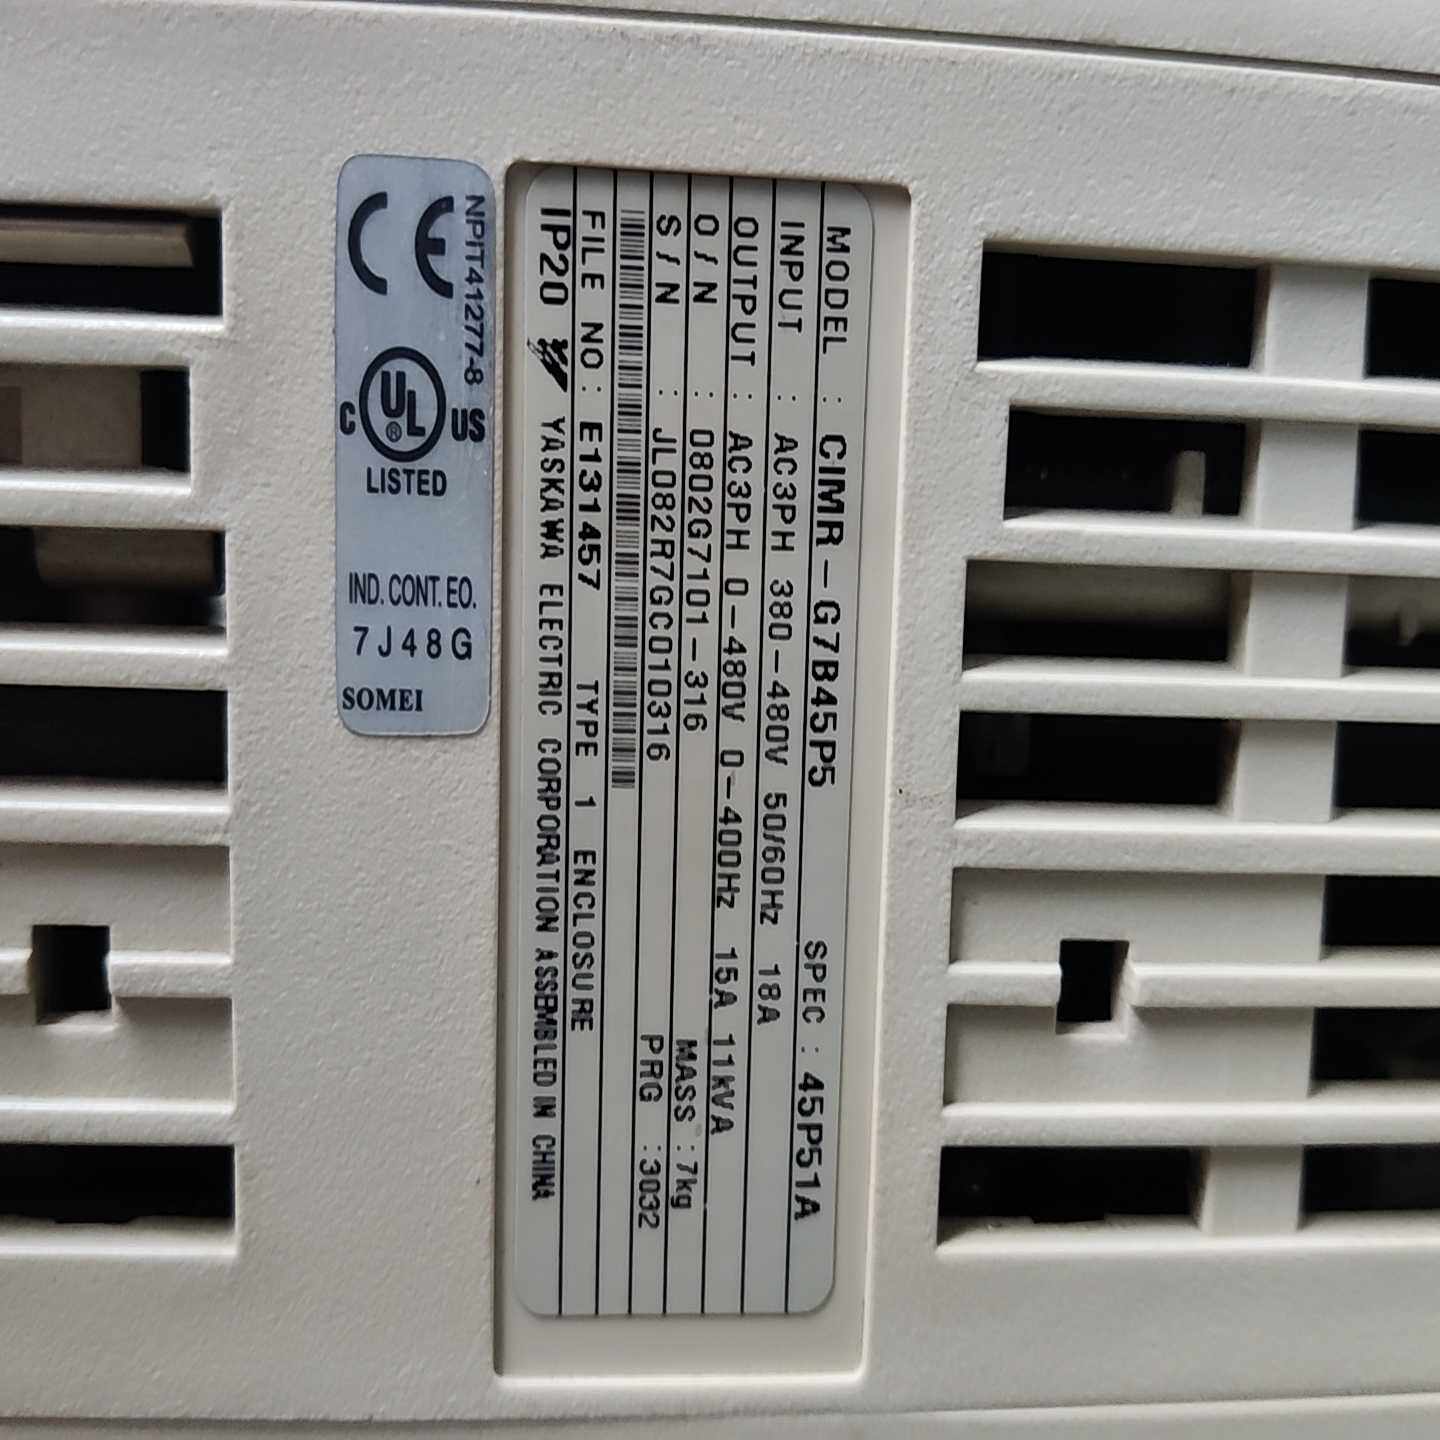 MODEL : CIMR-G7B45P5 SPEC : 45P51A
INPUT : AC3PH 380-480V 50/60Hz 18A
OUTPUT : AC3PH 0-480V 0-400Hz 15A 11kVA
O/N : 0802G7101-316 MASS : 7kg
S/N : JL082R7GC010316 PRG : 3032
FILE NO : E131457 TYPE 1 ENCLOSURE
IP20 YASKAWA ELECTRIC CORPORATION ASSEMBLED IN CHINA
NPIT41277-8
CE
C UL ® US
LISTED
IND. CONT. EQ.
7J48G
SOMEI